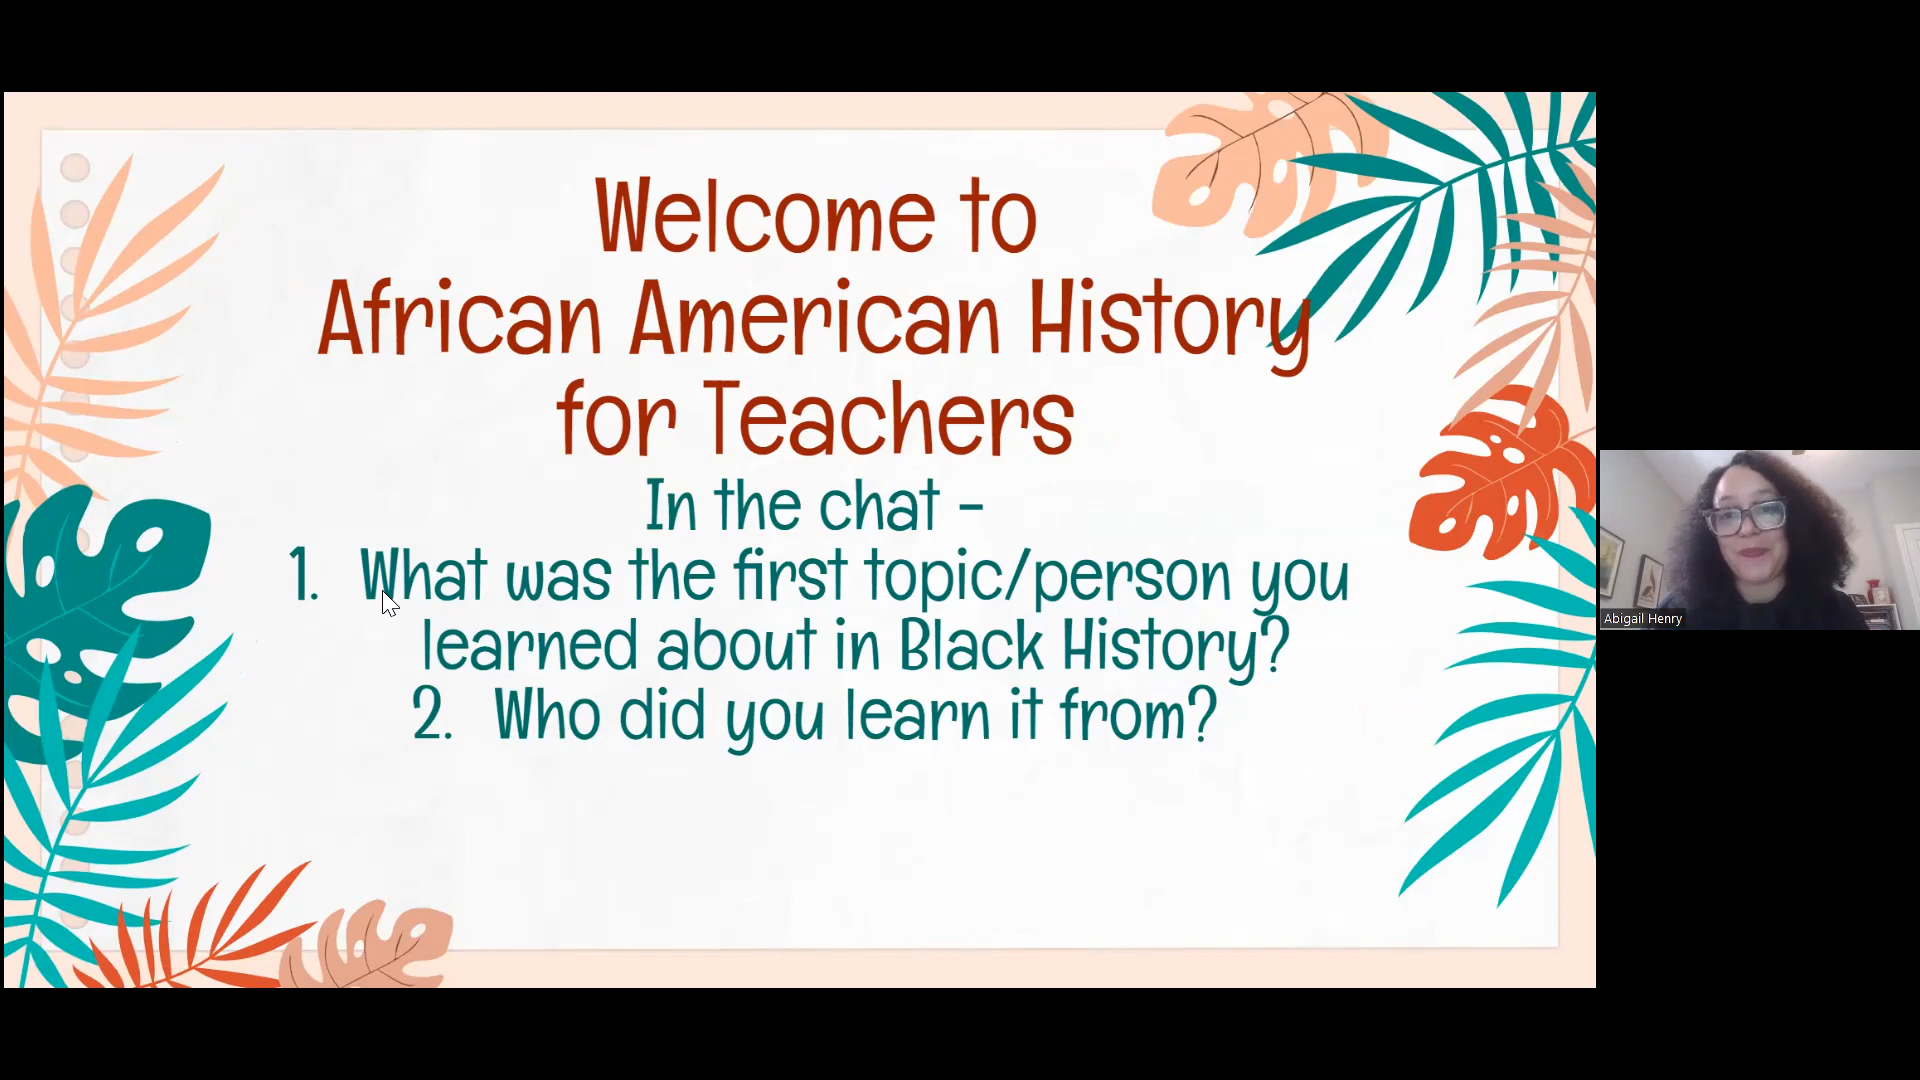 Welcome to
African American History
for Teachers
In the chat -
1. What was the first topic/person you
learned about in Black History?
2. Who did you learn it from?
Abigail Henry